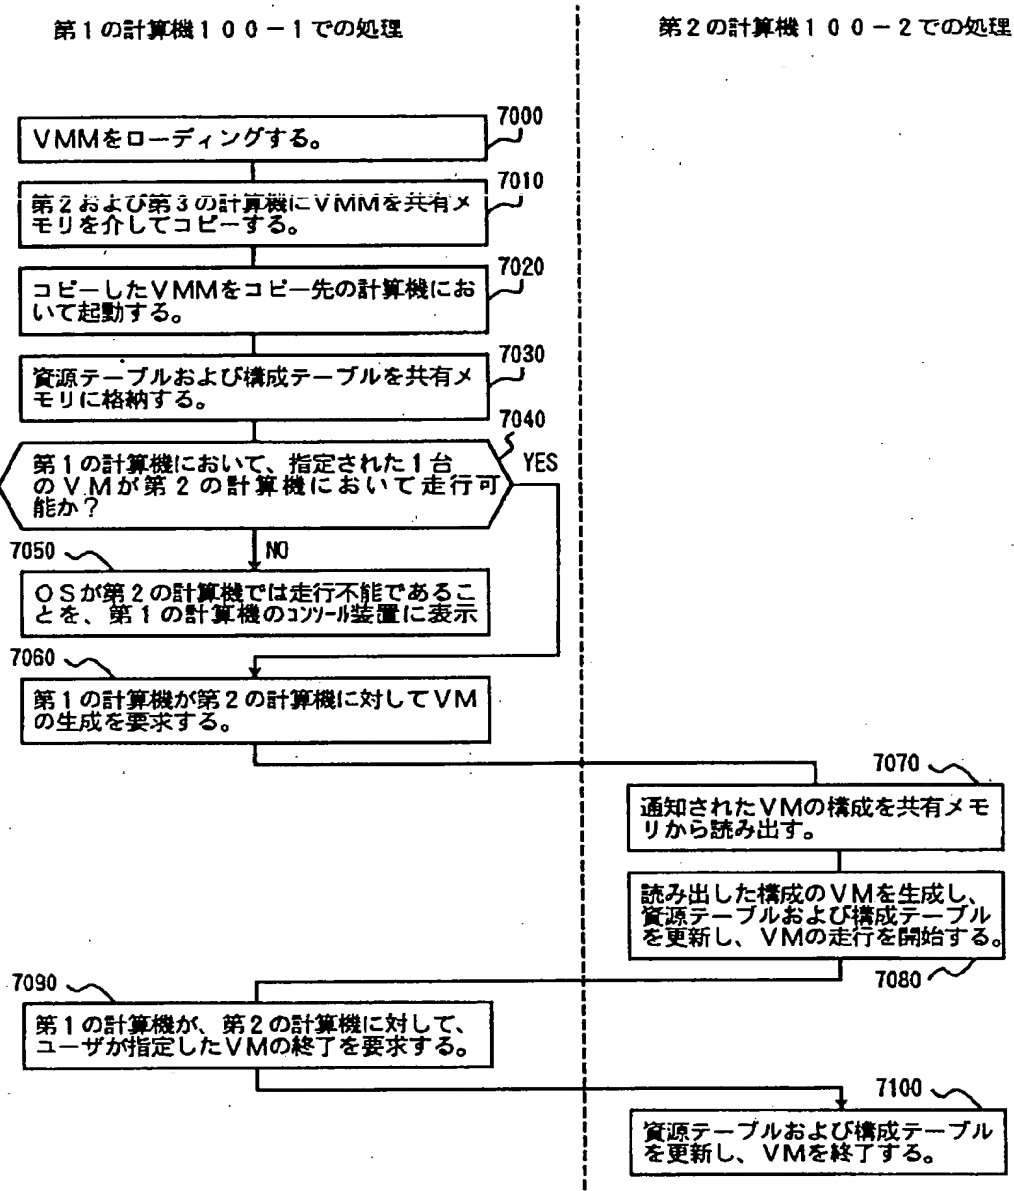 第1の計算機100-1での処理
第2の計算機100-2での処理
7000
VMMをローディングする。
7010
第2および第3の計算機にVMMを共有メ
モリを介してコピーする。
7020
コピーしたVMMをコピー先の計算機にお
いて起動する。
7030
資源テーブルおよび構成テーブルを共有メ
モリに格納する。
7040
第1の計算機において、指定された1台
のVMが第2の計算機において走行可
能か?
YES
NO
7050
OSが第2の計算機では走行不能であるこ
とを、第1の計算機のコンソール装置に表示
7060
第1の計算機が第2の計算機に対してVM
の生成を要求する。
7070
通知されたVMの構成を共有メモ
リから読み出す。
読み出した構成のVMを生成し、
資源テーブルおよび構成テーブル
を更新し、VMの走行を開始する。
7080
7090
第1の計算機が、第2の計算機に対して、
ユーザが指定したVMの終了を要求する。
7100
資源テーブルおよび構成テーブル
を更新し、VMを終了する。